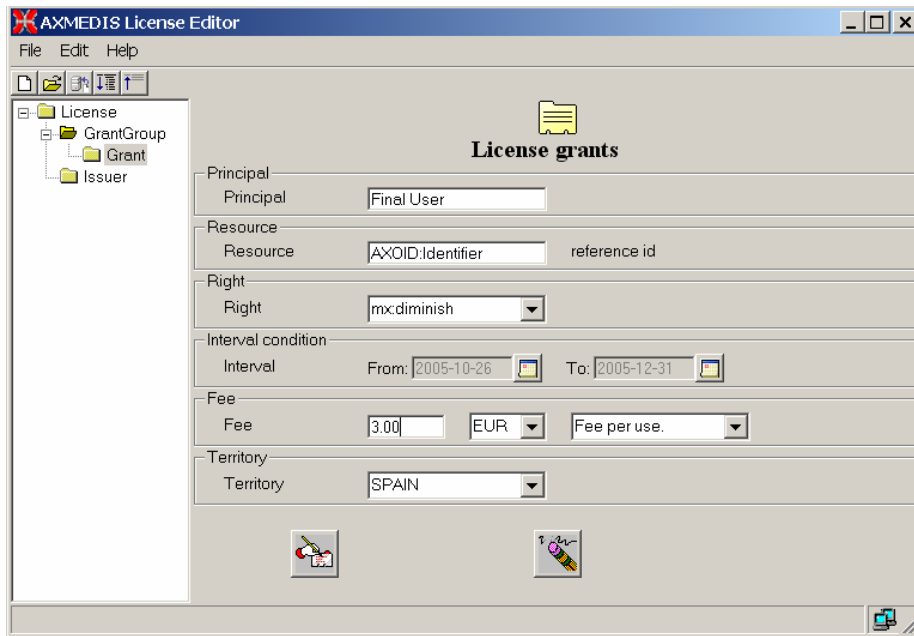 AXMEDIS License Editor
File Edit Help
License
GrantGroup
Grant
Issuer
License grants
Principal
Principal Final User
Resource
Resource AXOID:Identifier reference id
Right
Right mx:diminish
Interval condition
Interval From: 2005-10-26 To: 2005-12-31
Fee
Fee 3.00 EUR Fee per use.
Territory
Territory SPAIN